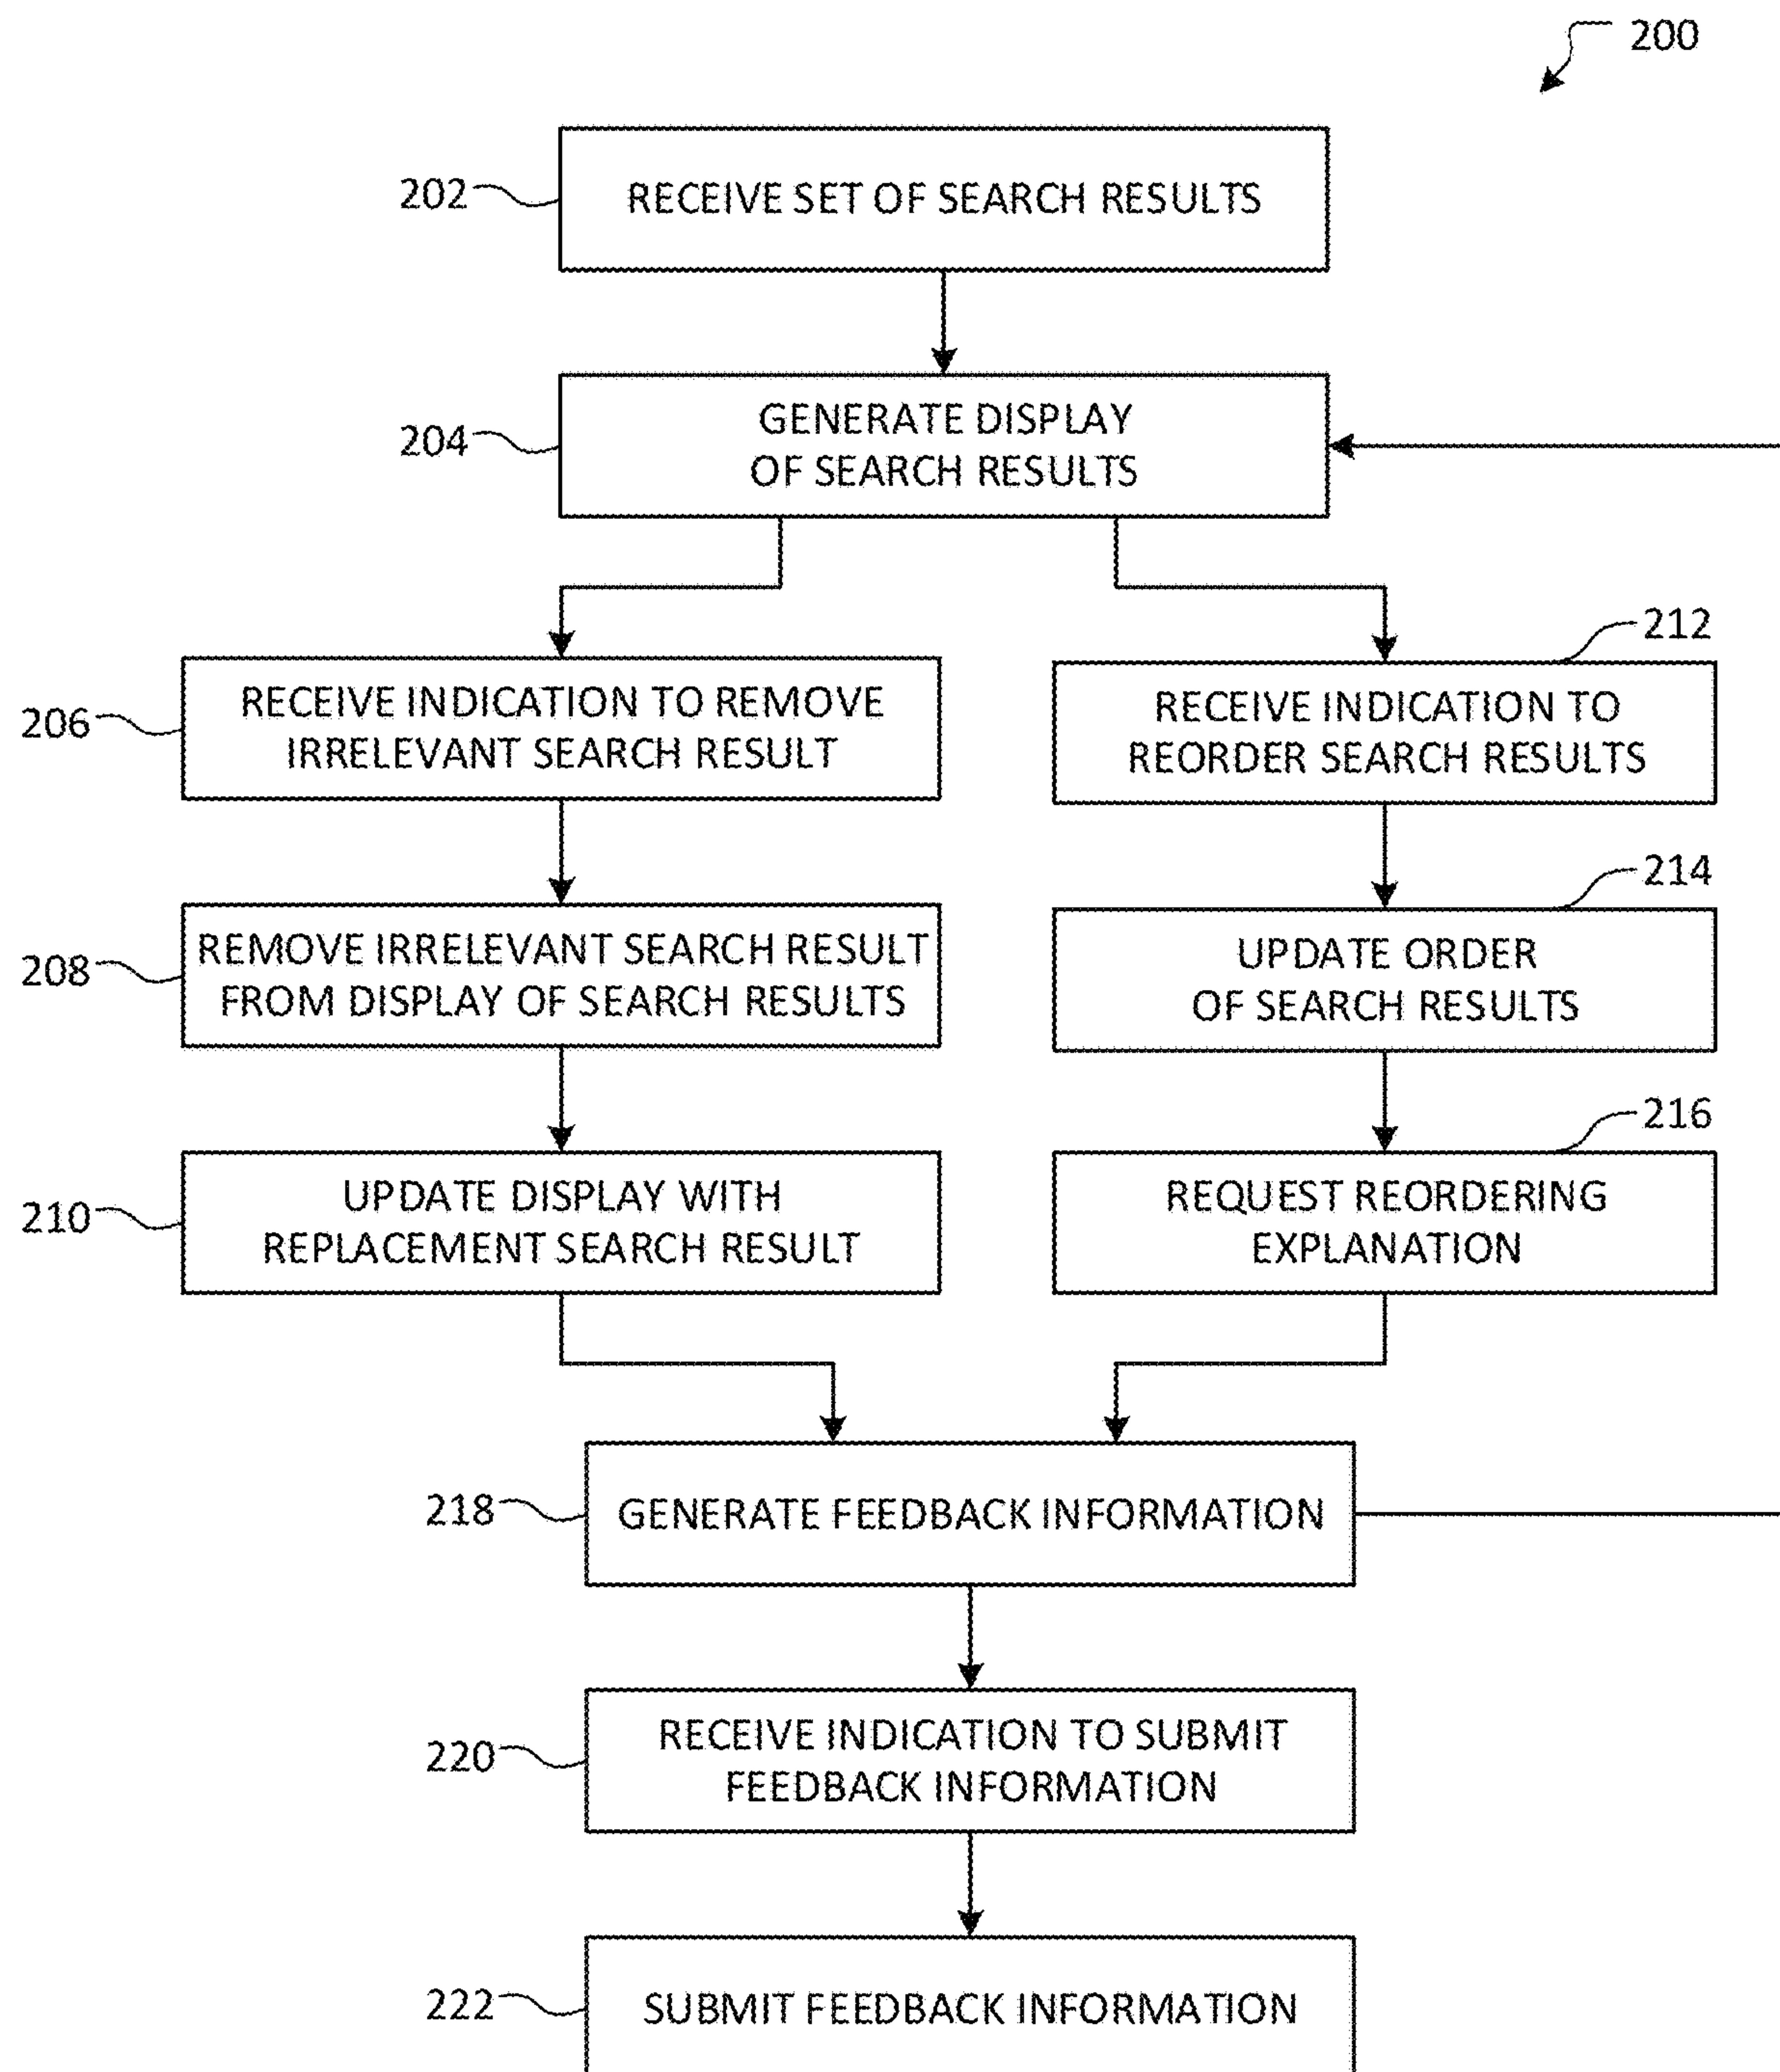 200
202
RECEIVE SET OF SEARCH RESULTS
204
GENERATE DISPLAY
OF SEARCH RESULTS
206
RECEIVE INDICATION TO REMOVE
IRRELEVANT SEARCH RESULT
208
REMOVE IRRELEVANT SEARCH RESULT
FROM DISPLAY OF SEARCH RESULTS
210
UPDATE DISPLAY WITH
REPLACEMENT SEARCH RESULT
212
RECEIVE INDICATION TO
REORDER SEARCH RESULTS
214
UPDATE ORDER
OF SEARCH RESULTS
216
REQUEST REORDERING
EXPLANATION
218
GENERATE FEEDBACK INFORMATION
220
RECEIVE INDICATION TO SUBMIT
FEEDBACK INFORMATION
222
SUBMIT FEEDBACK INFORMATION